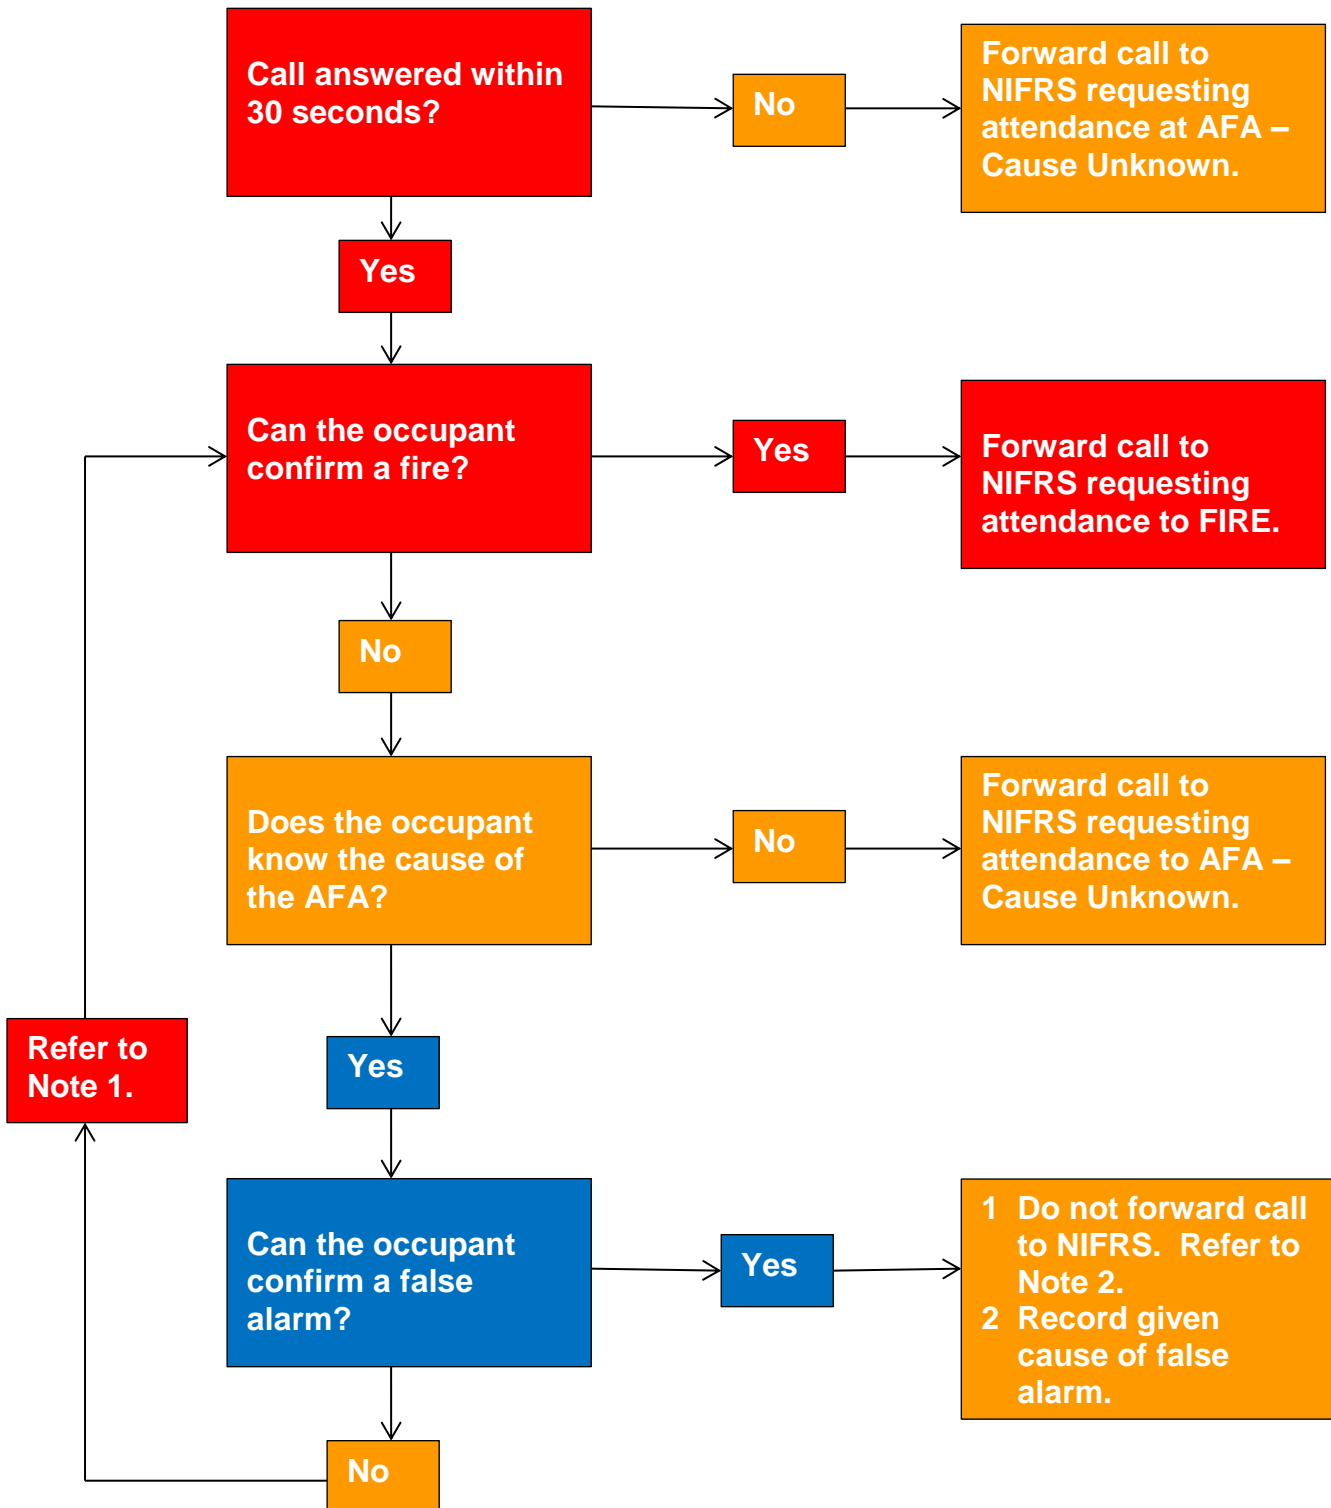 Call answered within
30 seconds?
No
Forward call to
NIFRS requesting
attendance at AFA –
Cause Unknown.
Yes
Can the occupant
confirm a fire?
Yes
Forward call to
NIFRS requesting
attendance to FIRE.
No
Does the occupant
know the cause of
the AFA?
No
Forward call to
NIFRS requesting
attendance to AFA –
Cause Unknown.
Refer to
Note 1.
Yes
Can the occupant
confirm a false
alarm?
Yes
1 Do not forward call
to NIFRS. Refer to
Note 2.
2 Record given
cause of false
alarm.
No